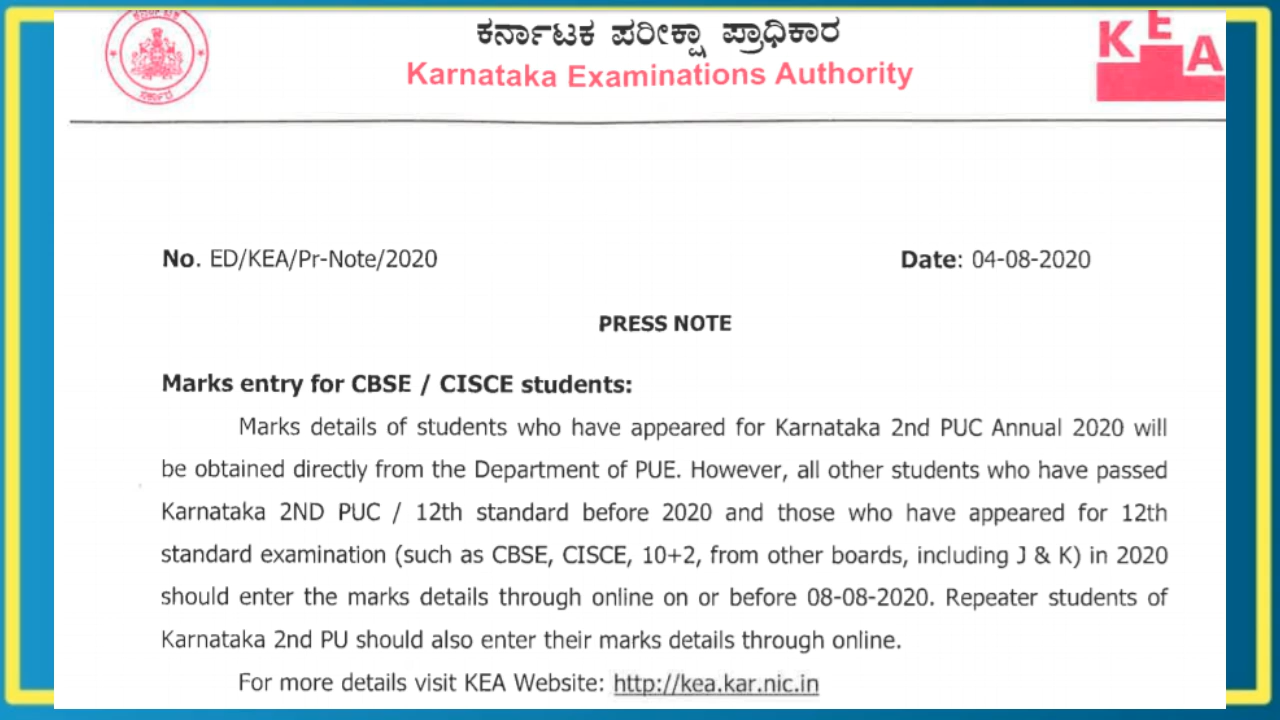 ಕರ್ನಾಟಕ ಪರೀಕ್ಷಾ ಪ್ರಾಧಿಕಾರ
Karnataka Examinations Authority
KEA
No. ED/KEA/Pr-Note/2020 Date: 04-08-2020
PRESS NOTE
Marks entry for CBSE / CISCE students:
Marks details of students who have appeared for Karnataka 2nd PUC Annual 2020 will
be obtained directly from the Department of PUE. However, all other students who have passed
Karnataka 2ND PUC / 12th standard before 2020 and those who have appeared for 12th
standard examination (such as CBSE, CISCE, 10+2, from other boards, including J & K) in 2020
should enter the marks details through online on or before 08-08-2020. Repeater students of
Karnataka 2nd PU should also enter their marks details through online.
For more details visit KEA Website: http://kea.kar.nic.in